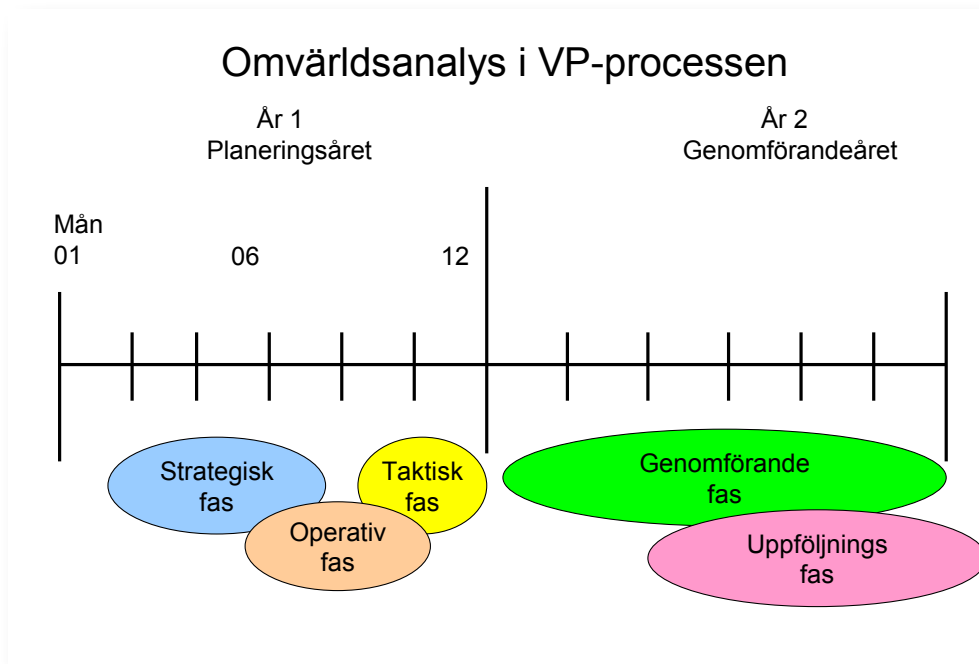 Omvärldsanalys i VP-processen
År 1
Planeringsåret
År 2
Genomförandeåret
Mån
01
06
12
Strategisk
fas
Operativ
fas
Taktisk
fas
Genomförande
fas
Uppföljnings
fas